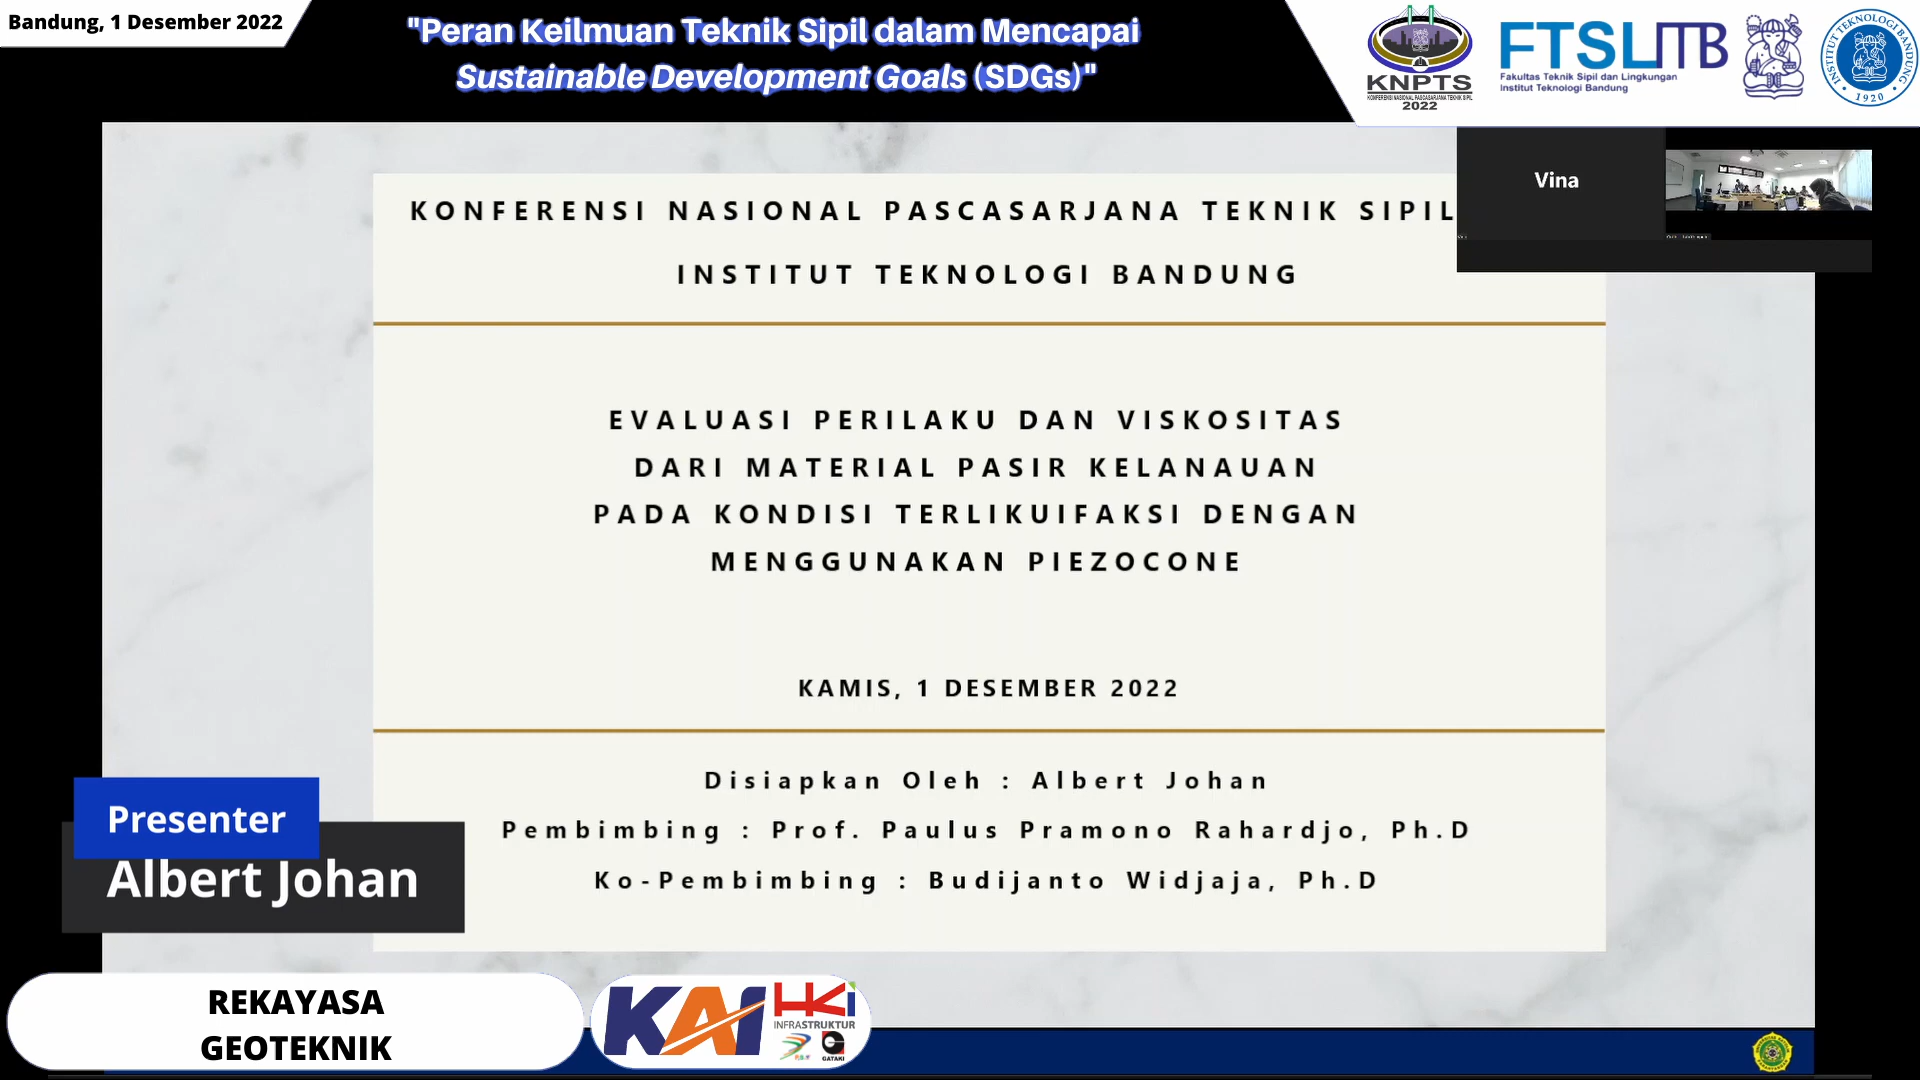 Bandung, 1 Desember 2022
"Peran Keilmuan Teknik Sipil dalam Mencapai
Sustainable Development Goals (SDGs)"
KNPTS
KONFERENSI NASIONAL PASCASARJANA TEKNIK SIPIL
2022
FTSLITB
Fakultas Teknik Sipil dan Lingkungan
Institut Teknologi Bandung
INSTITUT TEKNOLOGI BANDUNG
1920
Vina
KONFERENSI NASIONAL PASCASARJANA TEKNIK SIPIL
INSTITUT TEKNOLOGI BANDUNG
EVALUASI PERILAKU DAN VISKOSITAS
DARI MATERIAL PASIR KELANAUAN
PADA KONDISI TERLIKUIFAKSI DENGAN
MENGGUNAKAN PIEZOCONE
KAMIS, 1 DESEMBER 2022
Disiapkan Oleh : Albert Johan
Pembimbing : Prof. Paulus Pramono Rahardjo, Ph.D
Ko-Pembimbing : Budijanto Widjaja, Ph.D
Presenter
Albert Johan
REKAYASA
GEOTEKNIK
KAI
HKi
INFRASTRUKTUR
GATAKI